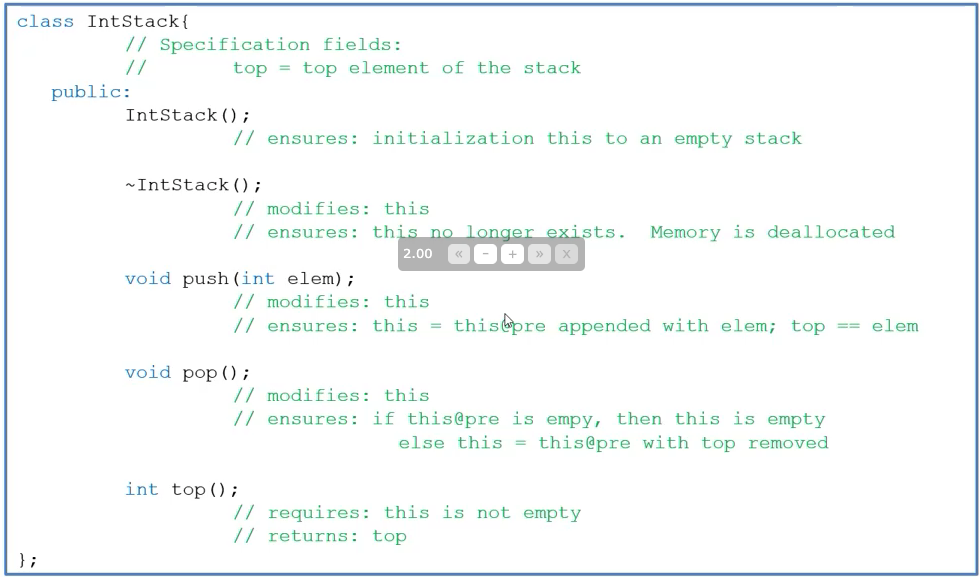 class IntStack{
// Specification fields:
// top = top element of the stack
public:
IntStack();
// ensures: initialization this to an empty stack
~IntStack();
// modifies: this
// ensures: this no longer exists. Memory is deallocated
2.00 « - + » x
void push(int elem);
// modifies: this
// ensures: this = this@pre appended with elem; top == elem
void pop();
// modifies: this
// ensures: if this@pre is empy, then this is empty
else this = this@pre with top removed
int top();
// requires: this is not empty
// returns: top
};